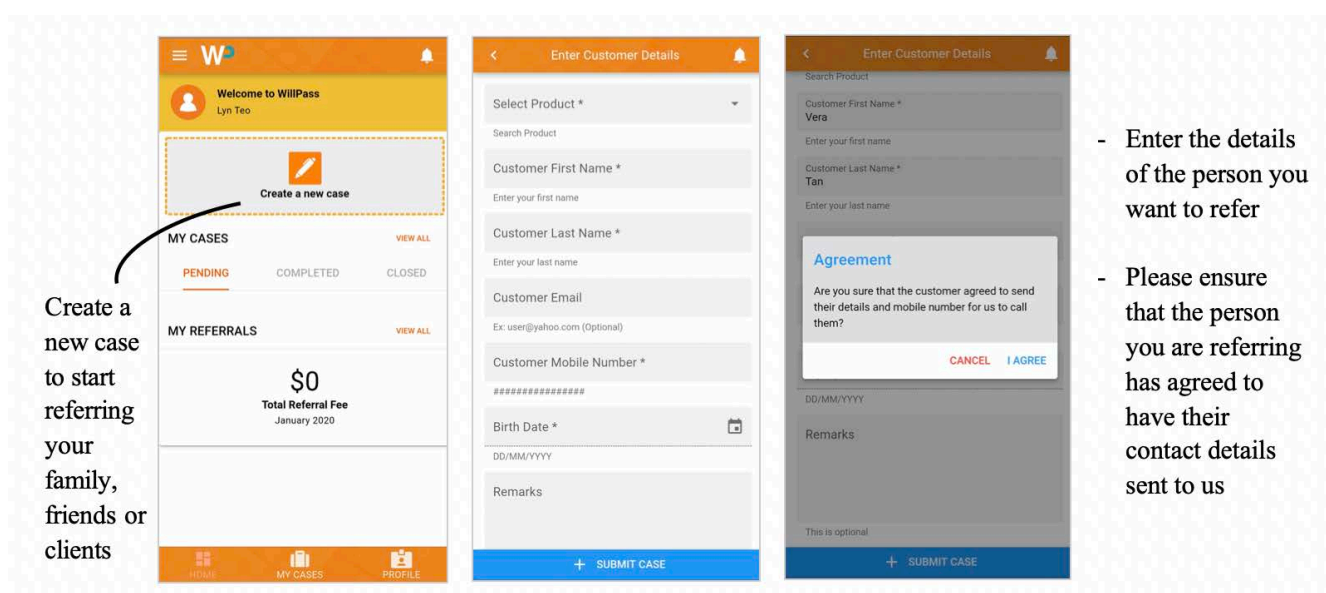 Create a
new case
to start
referring
your
family,
friends or
clients
WP
Welcome to WillPass
Lyn Teo
Create a new case
MY CASES
VIEW ALL
PENDING
COMPLETED
CLOSED
MY REFERRALS
VIEW ALL
$0
Total Referral Fee
January 2020
HOME
MY CASES
PROFILE
Enter Customer Details
Select Product *
Search Product
Customer First Name *
Enter your first name
Customer Last Name *
Enter your last name
Customer Email
Ex: user@yahoo.com (Optional)
Customer Mobile Number *
################
Birth Date *
DD/MM/YYYY
Remarks
+ SUBMIT CASE
Enter Customer Details
Search Product
Customer First Name *
Vera
Enter your first name
Customer Last Name *
Tan
Enter your last name
Agreement
Are you sure that the customer agreed to send
their details and mobile number for us to call
them?
CANCEL
I AGREE
DD/MM/YYYY
Remarks
This is optional
+ SUBMIT CASE
- Enter the details
of the person you
want to refer
- Please ensure
that the person
you are referring
has agreed to
have their
contact details
sent to us